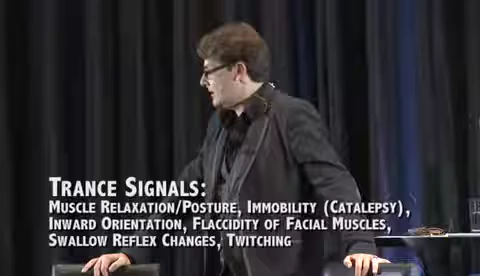 Trance Signals:
Muscle Relaxation/Posture, Immobility (Catalepsy),
Inward Orientation, Flaccidity of Facial Muscles,
Swallow Reflex Changes, Twitching